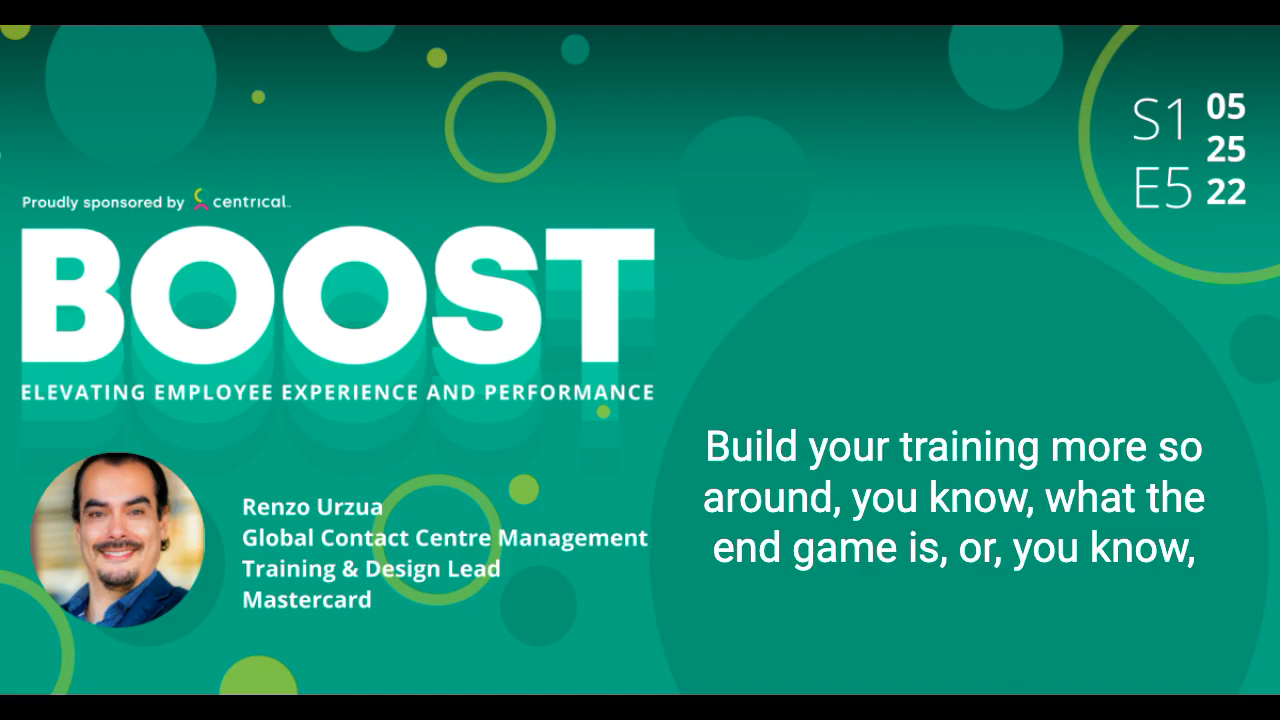 S1 05
25
E5 22
Proudly sponsored by centrical
BOOST
ELEVATING EMPLOYEE EXPERIENCE AND PERFORMANCE
Renzo Urzua
Global Contact Centre Management
Training & Design Lead
Mastercard
Build your training more so
around, you know, what the
end game is, or, you know,